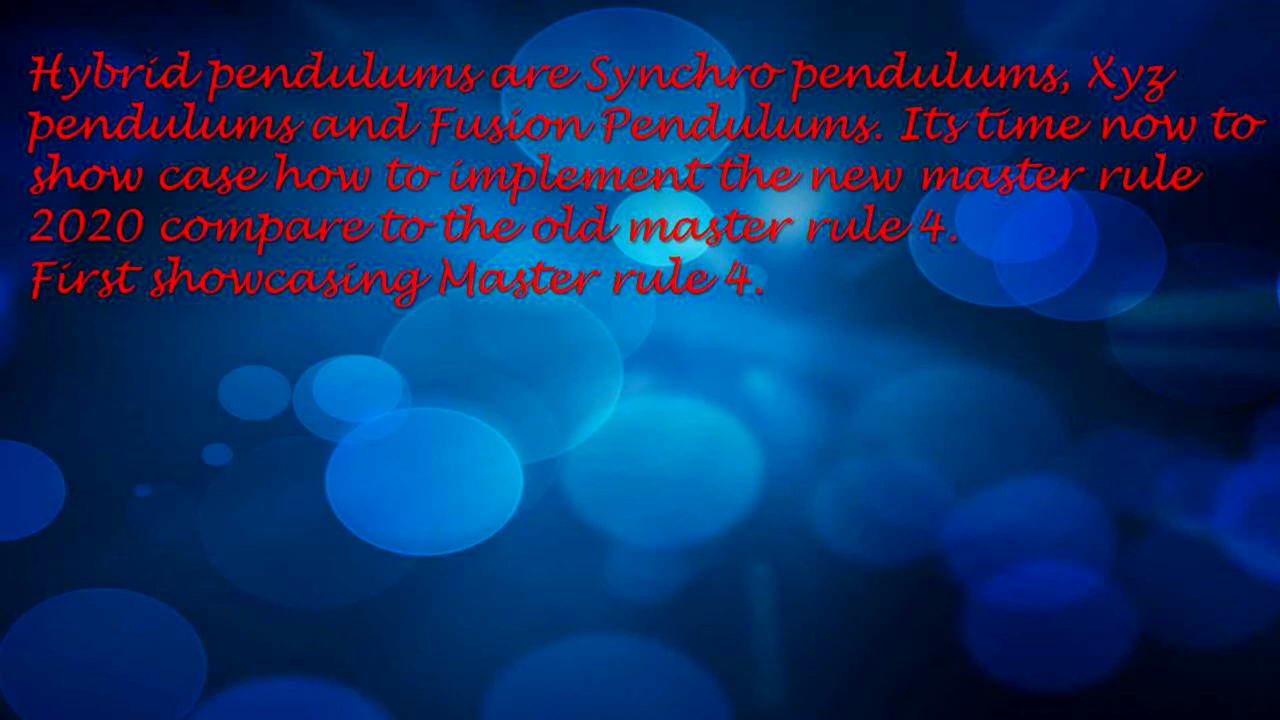 Hybrid pendulums are Synchro pendulums, Xyz
pendulums and Fusion Pendulums. Its time now to
show case how to implement the new master rule
2020 compare to the old master rule 4.
First showcasing Master rule 4.